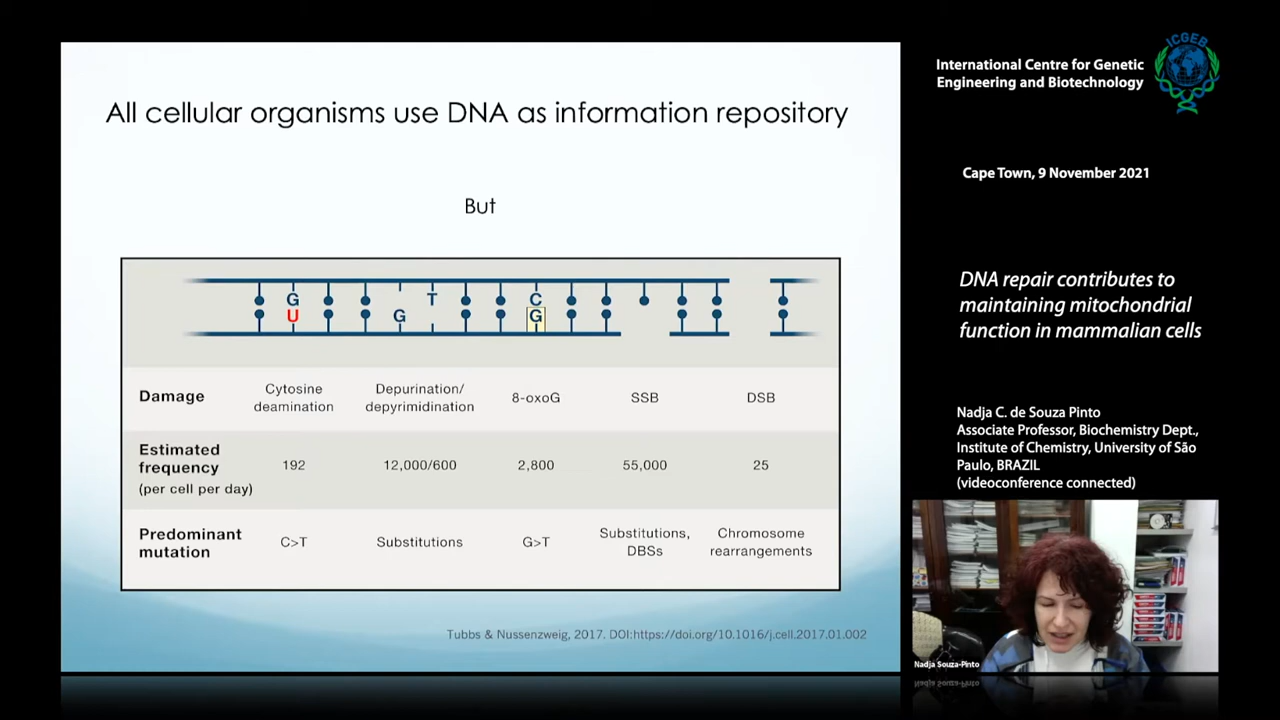 All cellular organisms use DNA as information repository
But
G
U
G
T
C
G
Damage
Cytosine
deamination
Depurination/
depyrimidination
8-oxoG
SSB
DSB
Estimated
frequency
(per cell per day)
192
12,000/600
2,800
55,000
25
Predominant
mutation
C>T
Substitutions
G>T
Substitutions,
DBSs
Chromosome
rearrangements
Tubbs & Nussenzweig, 2017. DOI:https://doi.org/10.1016/j.cell.2017.01.002
International Centre for Genetic
Engineering and Biotechnology
ICGEB
Cape Town, 9 November 2021
DNA repair contributes to
maintaining mitochondrial
function in mammalian cells
Nadja C. de Souza Pinto
Associate Professor, Biochemistry Dept.,
Institute of Chemistry, University of São
Paulo, BRAZIL
(videoconference connected)
Nadja Souza-Pinto